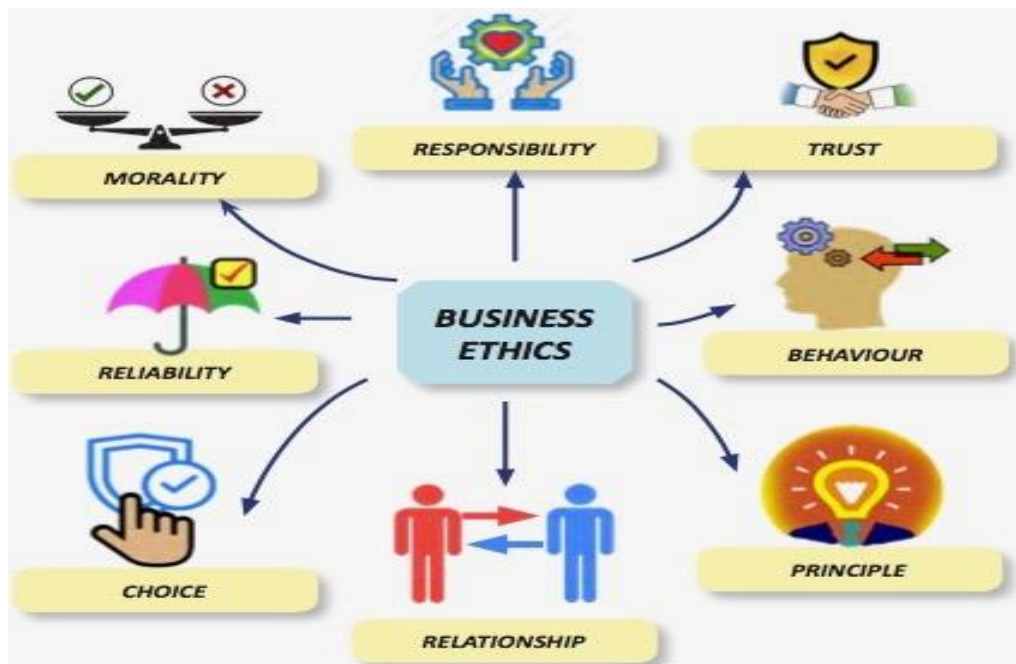 MORALITY
RESPONSIBILITY
TRUST
RELIABILITY
BUSINESS
ETHICS
BEHAVIOUR
CHOICE
RELATIONSHIP
PRINCIPLE